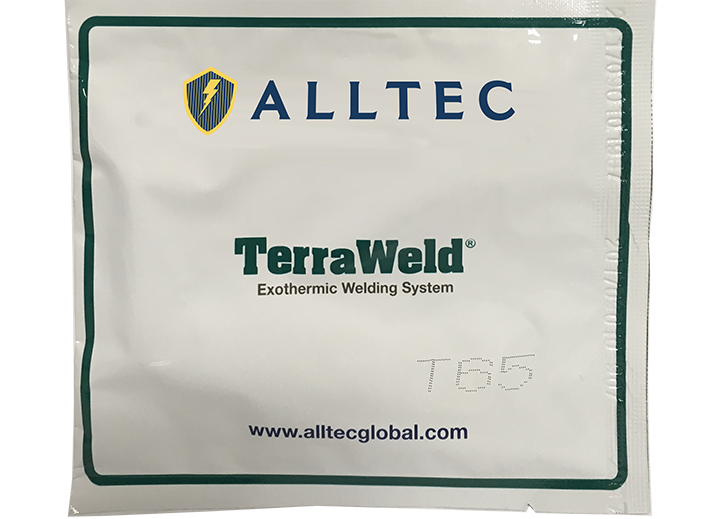 ALLTEC
TerraWeld®
Exothermic Welding System
T65
www.alltecglobal.com